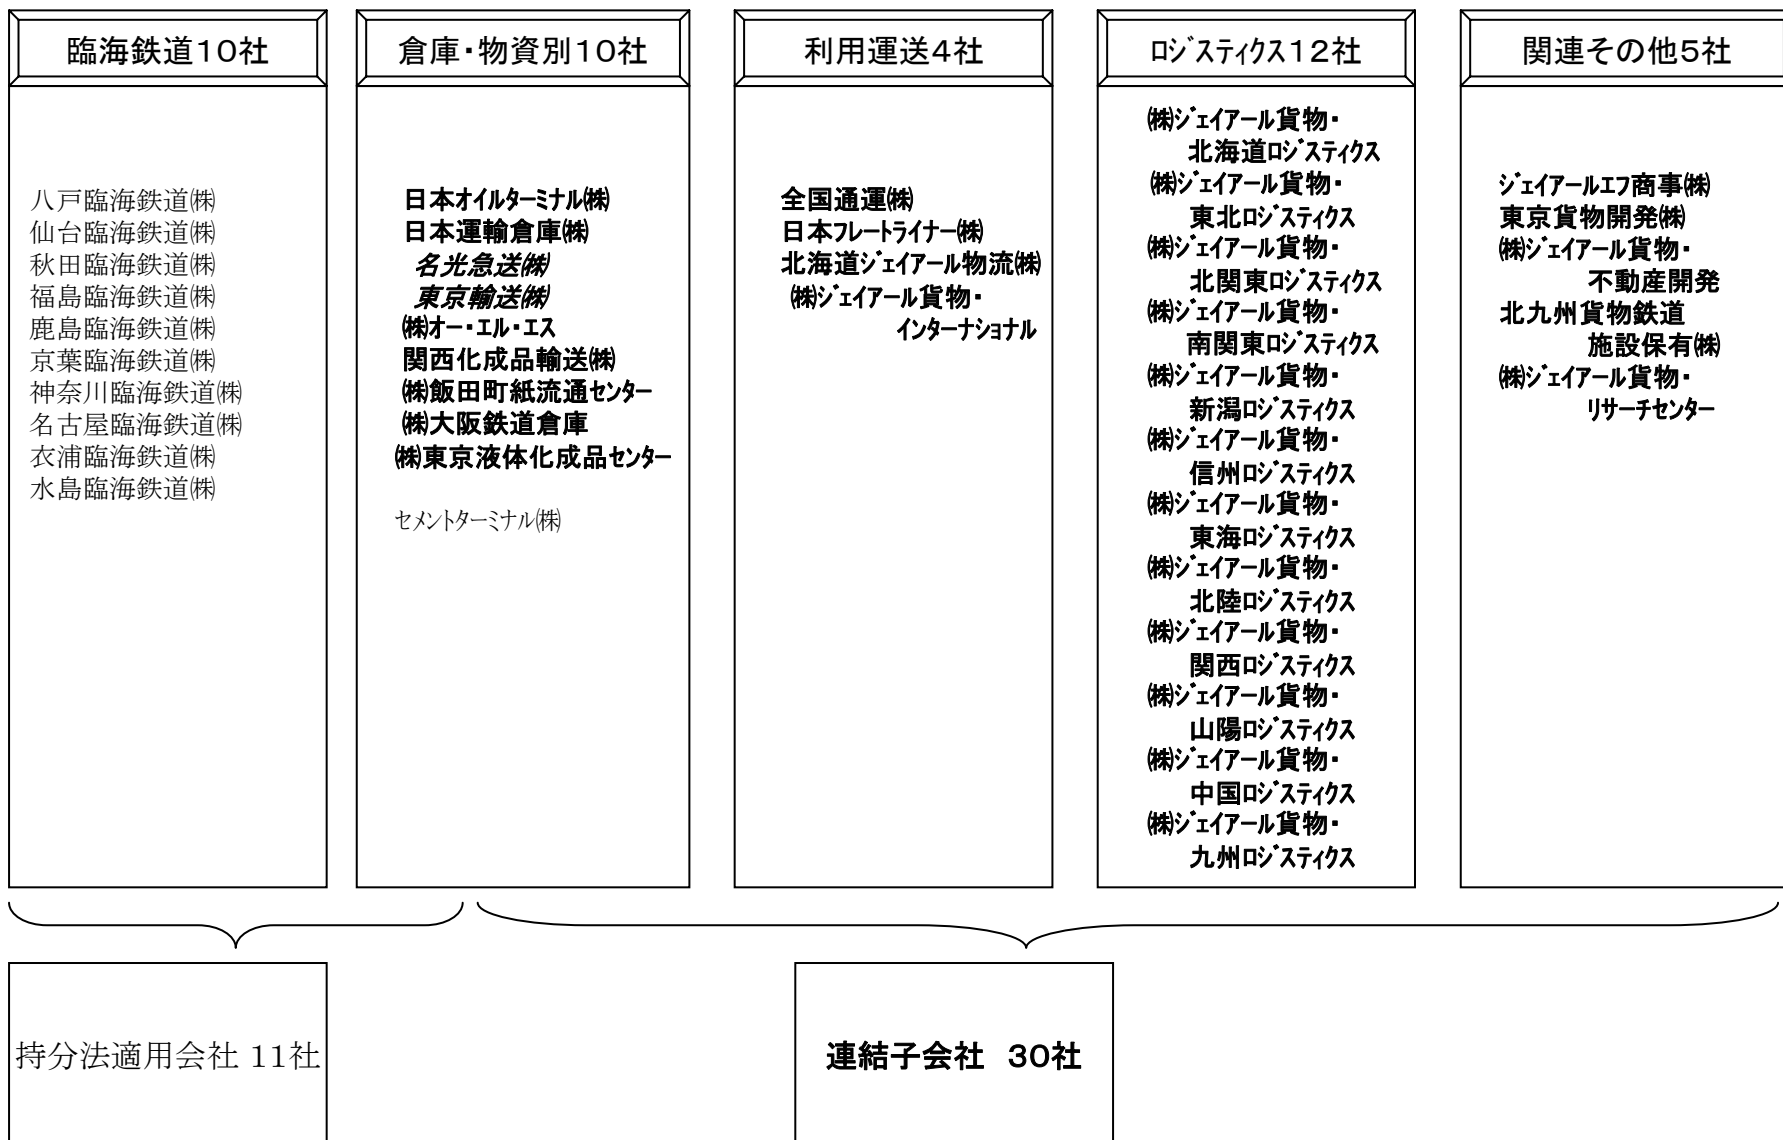 臨海鉄道10社
八戸臨海鉄道㈱
仙台臨海鉄道㈱
秋田臨海鉄道㈱
福島臨海鉄道㈱
鹿島臨海鉄道㈱
京葉臨海鉄道㈱
神奈川臨海鉄道㈱
名古屋臨海鉄道㈱
衣浦臨海鉄道㈱
水島臨海鉄道㈱
倉庫・物資別10社
日本オイルターミナル㈱
日本運輸倉庫㈱
名光急送㈱
東京輸送㈱
㈱オー・エル・エス
関西化成品輸送㈱
㈱飯田町紙流通センター
㈱大阪鉄道倉庫
㈱東京液体化成品センター
セメントターミナル㈱
利用運送4社
全国通運㈱
日本フレートライナー㈱
北海道ジェイアール物流㈱
㈱ジェイアール貨物・
インターナショナル
ロジスティクス12社
㈱ジェイアール貨物・
北海道ロジスティクス
㈱ジェイアール貨物・
東北ロジスティクス
㈱ジェイアール貨物・
北関東ロジスティクス
㈱ジェイアール貨物・
南関東ロジスティクス
㈱ジェイアール貨物・
新潟ロジスティクス
㈱ジェイアール貨物・
信州ロジスティクス
㈱ジェイアール貨物・
東海ロジスティクス
㈱ジェイアール貨物・
北陸ロジスティクス
㈱ジェイアール貨物・
関西ロジスティクス
㈱ジェイアール貨物・
山陽ロジスティクス
㈱ジェイアール貨物・
中国ロジスティクス
㈱ジェイアール貨物・
九州ロジスティクス
関連その他5社
ジェイアールエフ商事㈱
東京貨物開発㈱
㈱ジェイアール貨物・
不動産開発
北九州貨物鉄道
施設保有㈱
㈱ジェイアール貨物・
リサーチセンター
持分法適用会社 11社
連結子会社 30社